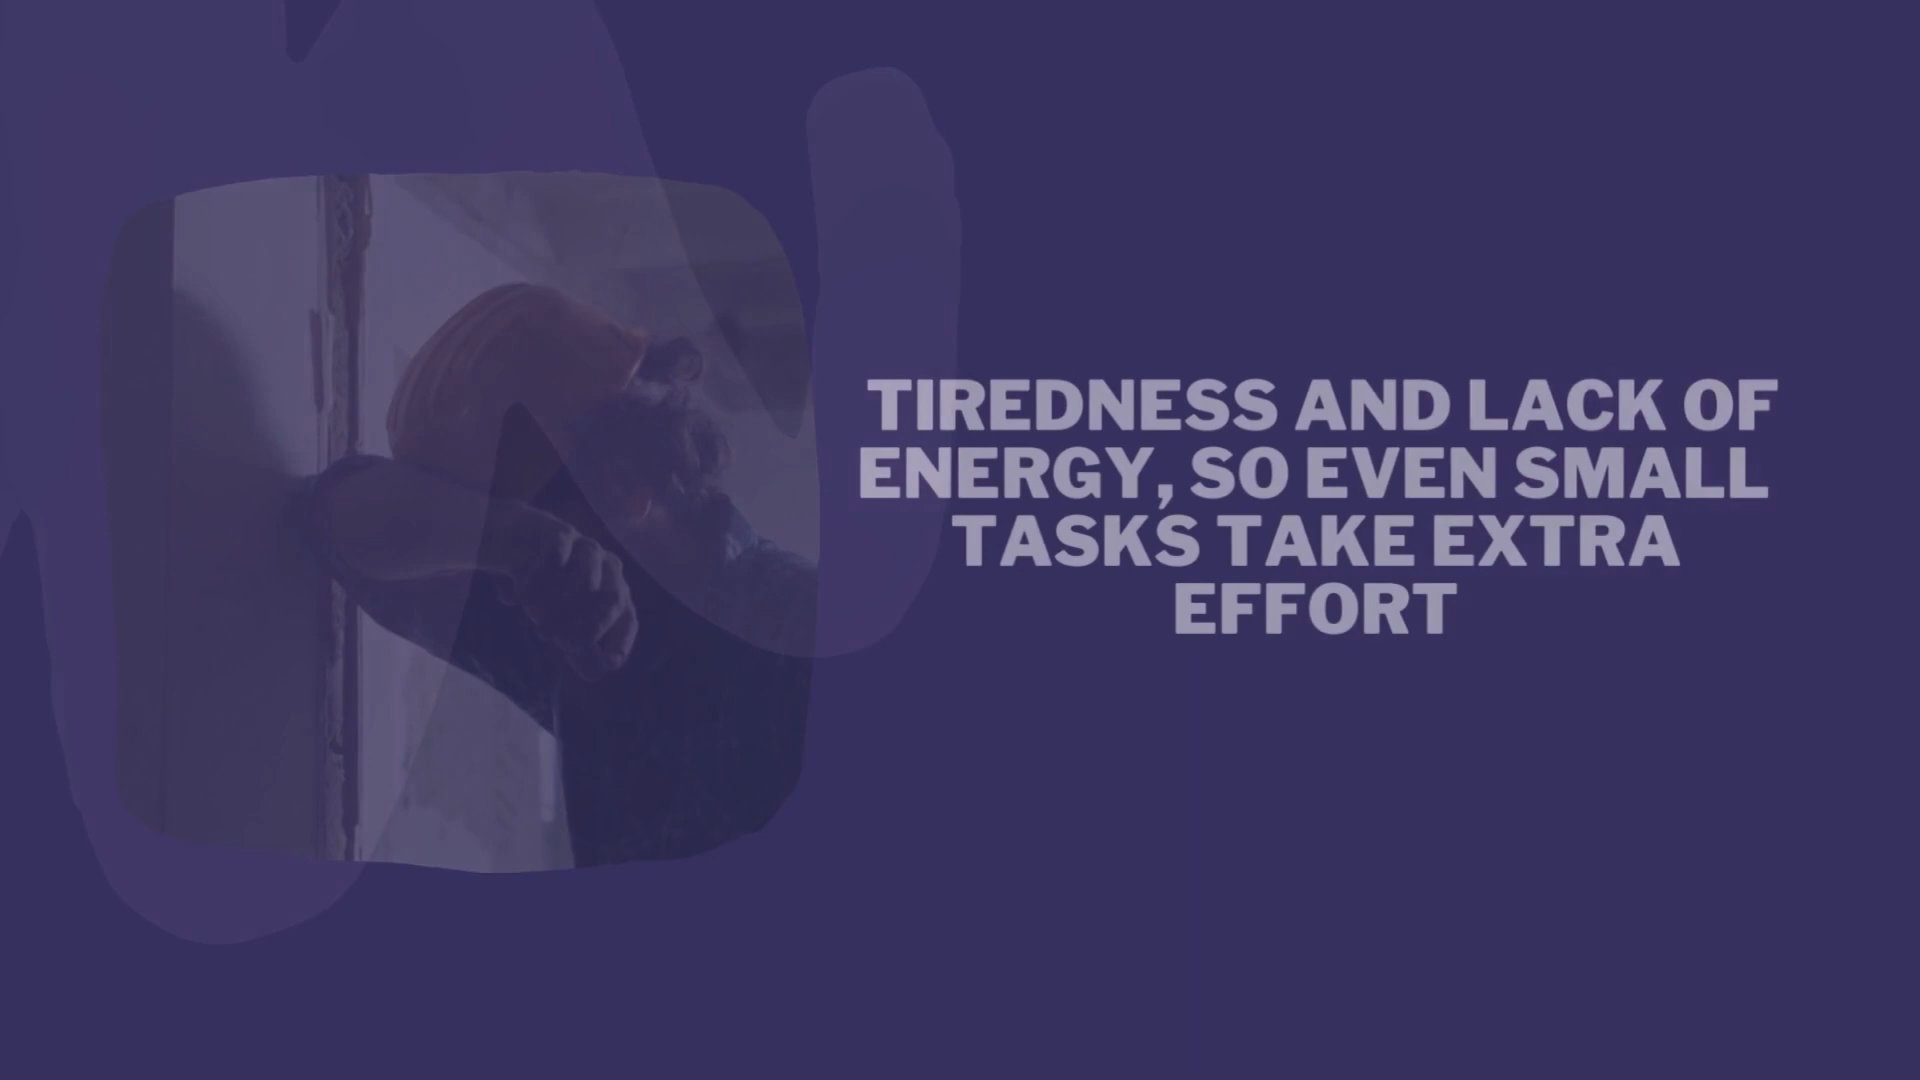 TIREDNESS AND LACK OF
ENERGY, SO EVEN SMALL
TASKS TAKE EXTRA
EFFORT